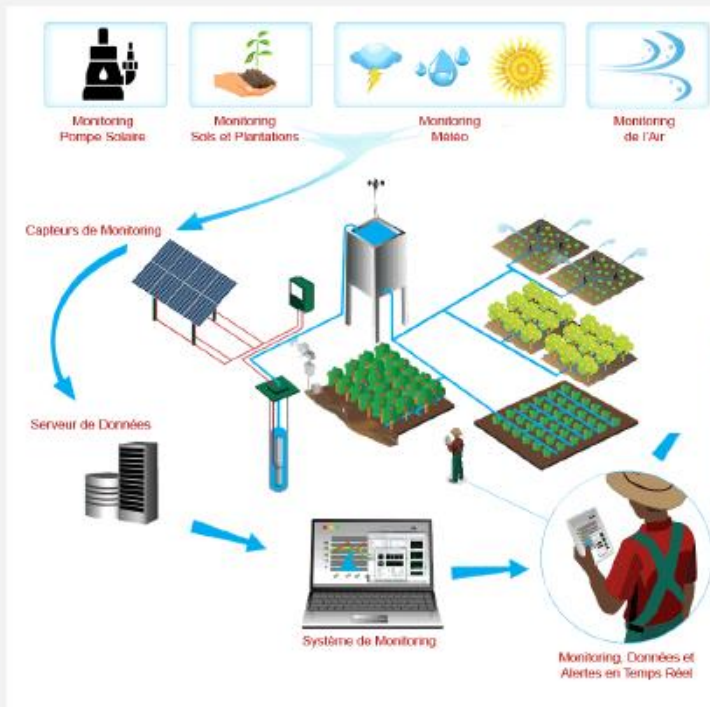 Monitoring
Pompe Solaire
Monitoring
Sols et Plantations
Monitoring
Météo
Monitoring
de l'Air
Capteurs de Monitoring
Serveur de Données
Système de Monitoring
Monitoring, Données et
Alertes en Temps Réel